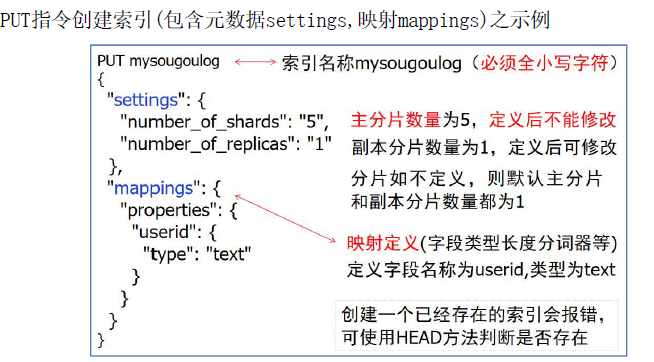 PUT指令创建索引(包含元数据settings,映射mappings)之示例
PUT mysougoulog
索引名称mysougoulog（必须全小写字符）
{
"settings": {
"number_of_shards": "5",
"number_of_replicas": "1"
},
主分片数量为5，定义后不能修改
副本分片数量为1，定义后可修改
分片如不定义，则默认主分片
和副本分片数量都为1
"mappings": {
"properties": {
"userid": {
"type": "text"
}
}
}
}
映射定义(字段类型长度分词器等)
定义字段名称为userid,类型为text
创建一个已经存在的索引会报错，
可使用HEAD方法判断是否存在